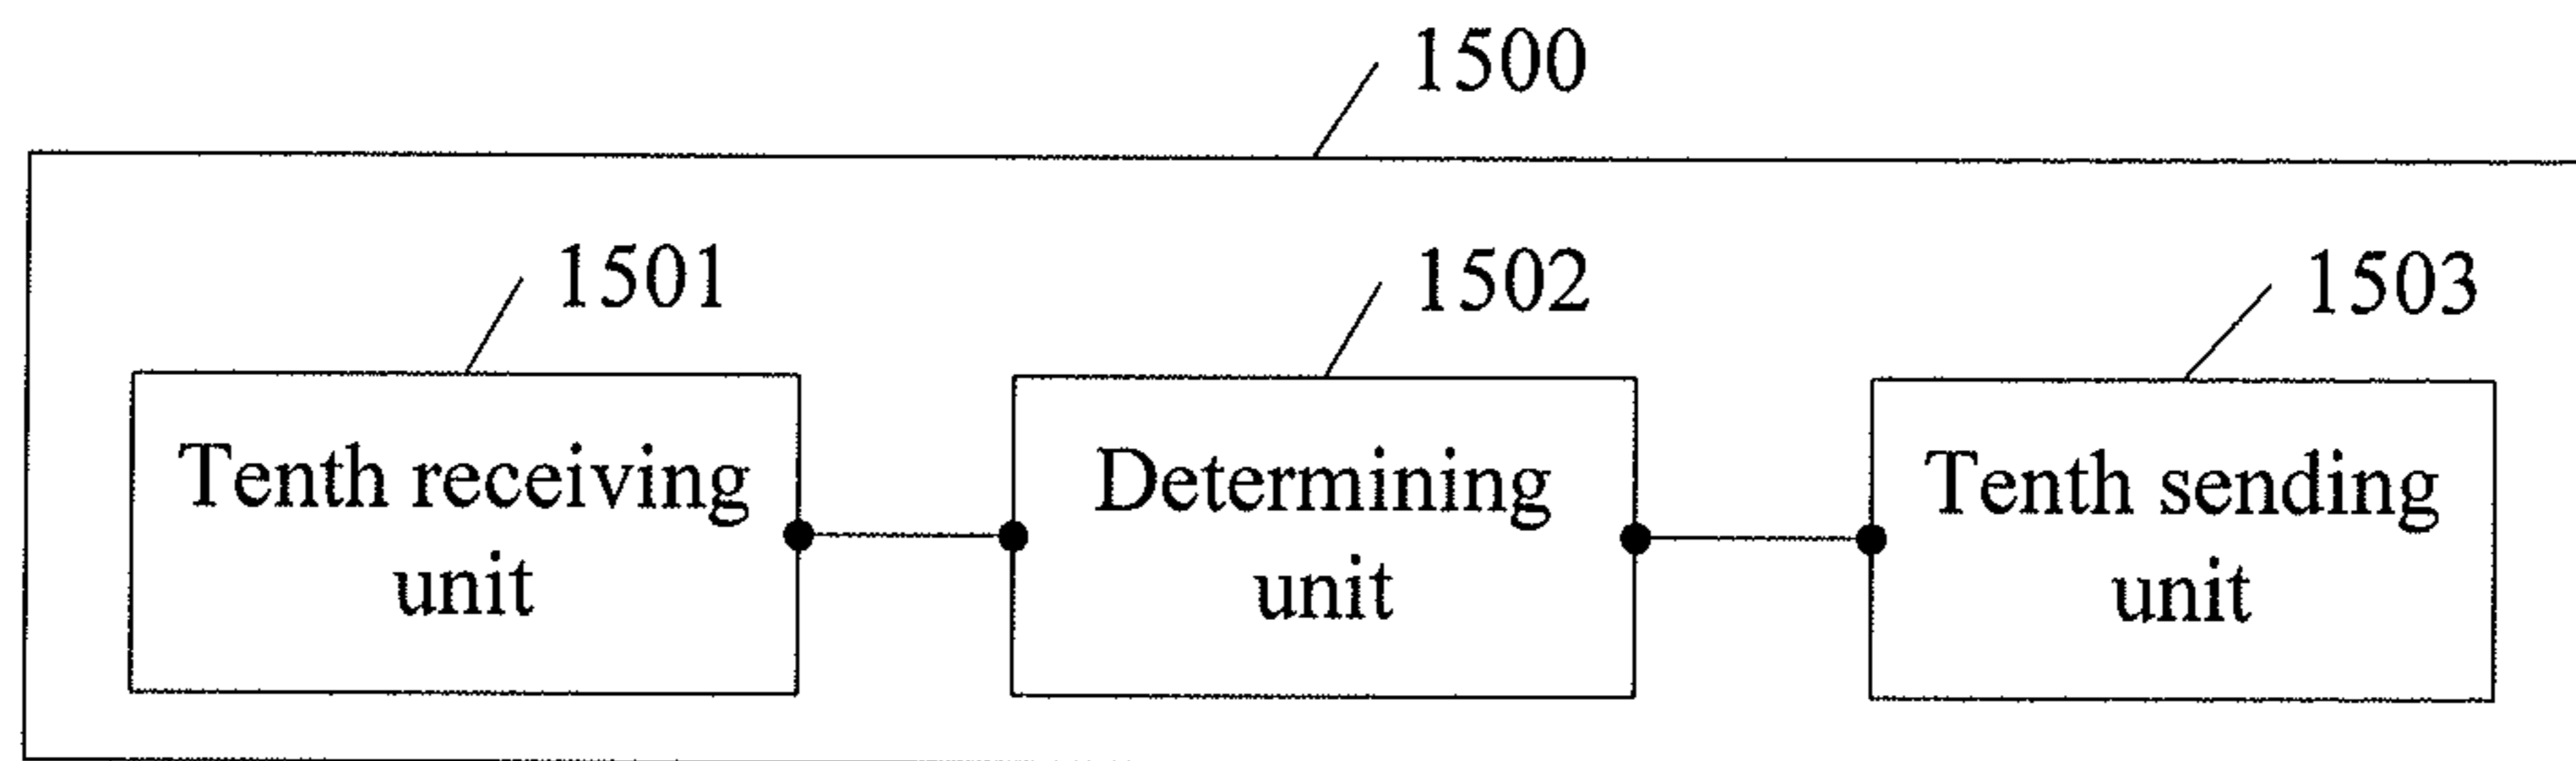 1500
1501
1502
1503
Tenth receiving
unit
Determining
unit
Tenth sending
unit